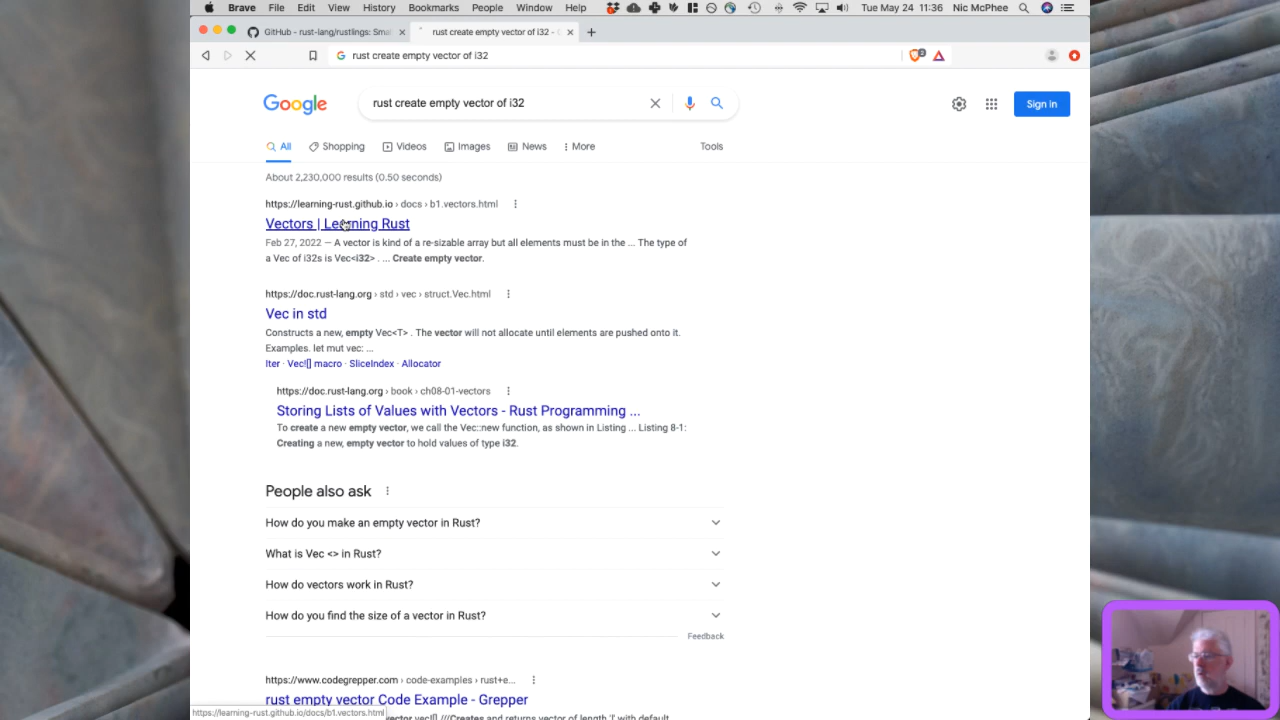 Brave File Edit View History Bookmarks People Window Help Tue May 24 11:36 Nic McPhee
GitHub - rust-lang/rustlings: Sma
rust create empty vector of i32 -
rust create empty vector of i32
Google
rust create empty vector of i32
Sign in
All Shopping Videos Images News More Tools
About 2,230,000 results (0.50 seconds)
https://learning-rust.github.io › docs › b1.vectors.html
Vectors | Learning Rust
Feb 27, 2022 — A vector is kind of a re-sizable array but all elements must be in the ... The type of
a Vec of i32s is Vec<i32> . ... Create empty vector.
https://doc.rust-lang.org › std › vec › struct.Vec.html
Vec in std
Constructs a new, empty Vec<T> . The vector will not allocate until elements are pushed onto it.
Examples. let mut vec: ...
Iter · Vec![] macro · SliceIndex · Allocator
https://doc.rust-lang.org › book › ch08-01-vectors
Storing Lists of Values with Vectors - Rust Programming ...
To create a new empty vector, we call the Vec::new function, as shown in Listing ... Listing 8-1:
Creating a new, empty vector to hold values of type i32.
People also ask
How do you make an empty vector in Rust?
What is Vec <> in Rust?
How do vectors work in Rust?
How do you find the size of a vector in Rust?
Feedback
https://www.codegrepper.com › code-examples › rust+e...
rust empty vector Code Example - Grepper
https://learning-rust.github.io/docs/b1.vectors.html
vector vec![] ///Creates and returns vector of length 'l' with default